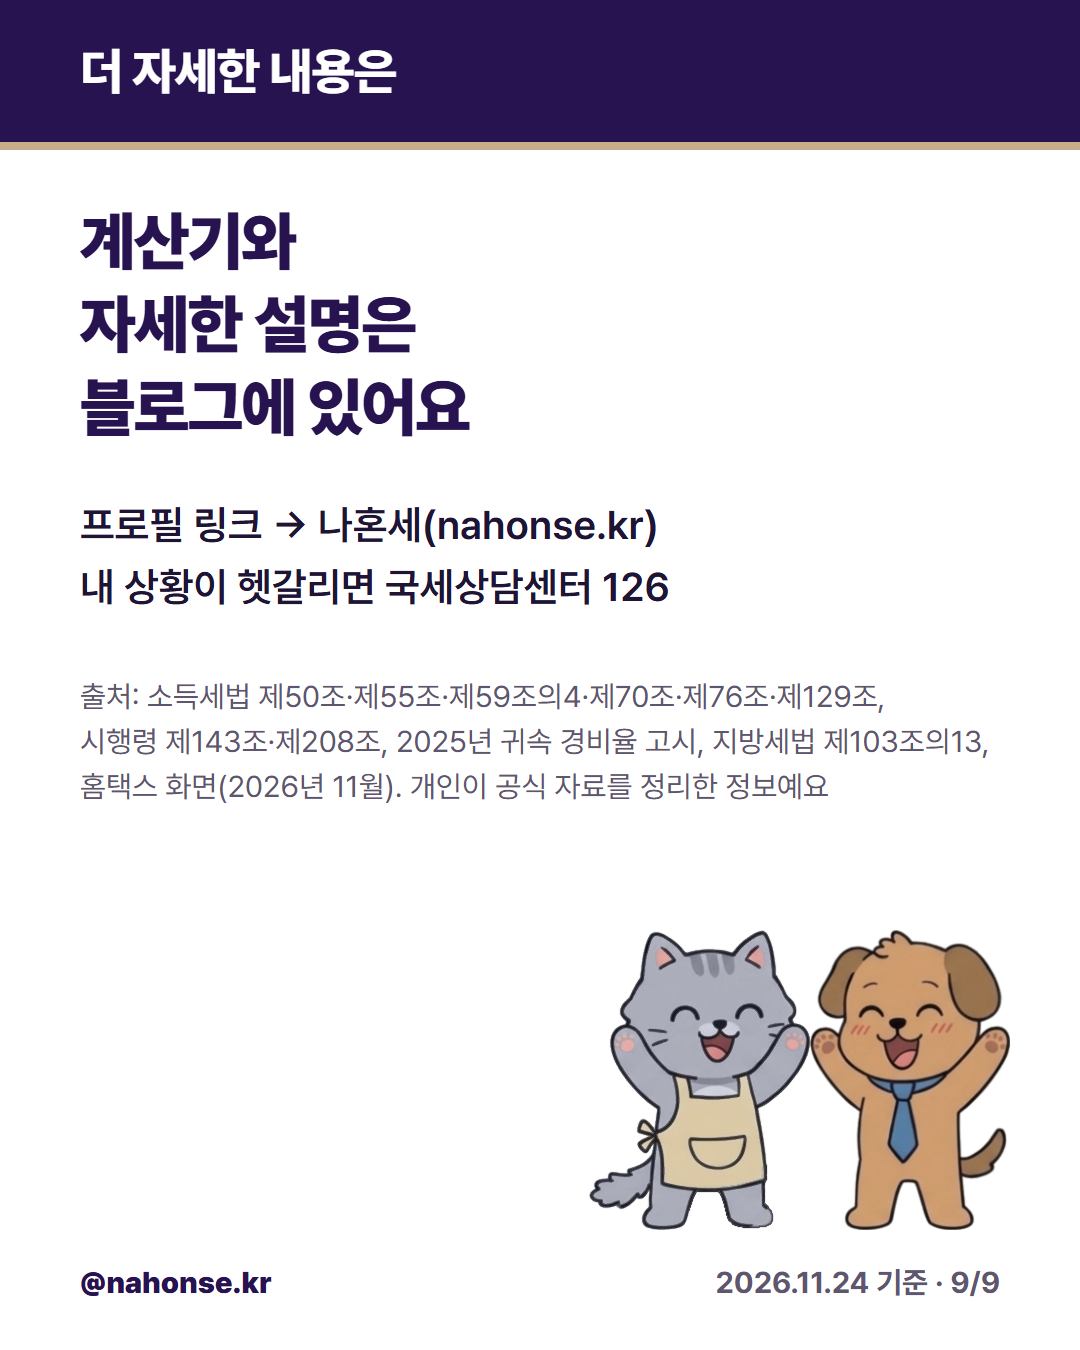 더 자세한 내용은
계산기와
자세한 설명은
블로그에 있어요
프로필 링크 → 나혼세(nahonse.kr)
내 상황이 헷갈리면 국세상담센터 126
출처: 소득세법 제50조·제55조·제59조의4·제70조·제76조·제129조,
시행령 제143조·제208조, 2025년 귀속 경비율 고시, 지방세법 제103조의13,
홈택스 화면(2026년 11월). 개인이 공식 자료를 정리한 정보예요
@nahonse.kr
2026.11.24 기준 · 9/9